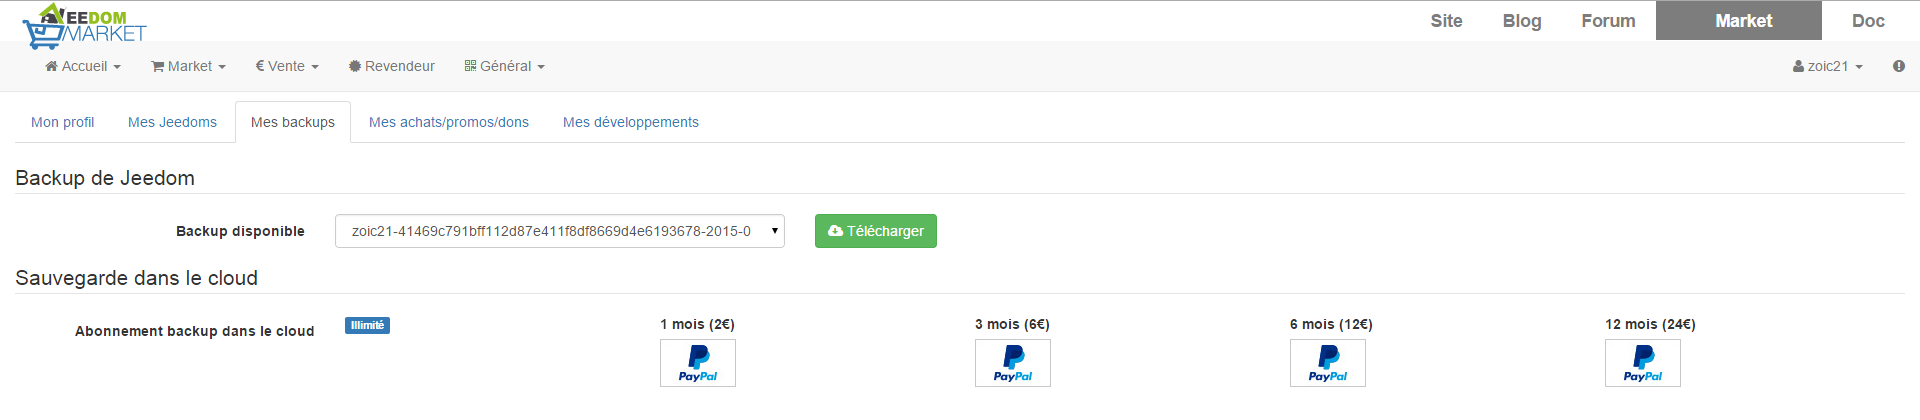 JEEDOM
MARKET
Site Blog Forum Market Doc
Accueil Market € Vente Revendeur Général zoic21
Mon profil Mes Jeedoms Mes backups Mes achats/promos/dons Mes développements
Backup de Jeedom
Backup disponible zoic21-41469c791bff112d87e411f8df8669d4e6193678-2015-0 Télécharger
Sauvegarde dans le cloud
Abonnement backup dans le cloud Illimité 1 mois (2€) 3 mois (6€) 6 mois (12€) 12 mois (24€)
PayPal PayPal PayPal PayPal